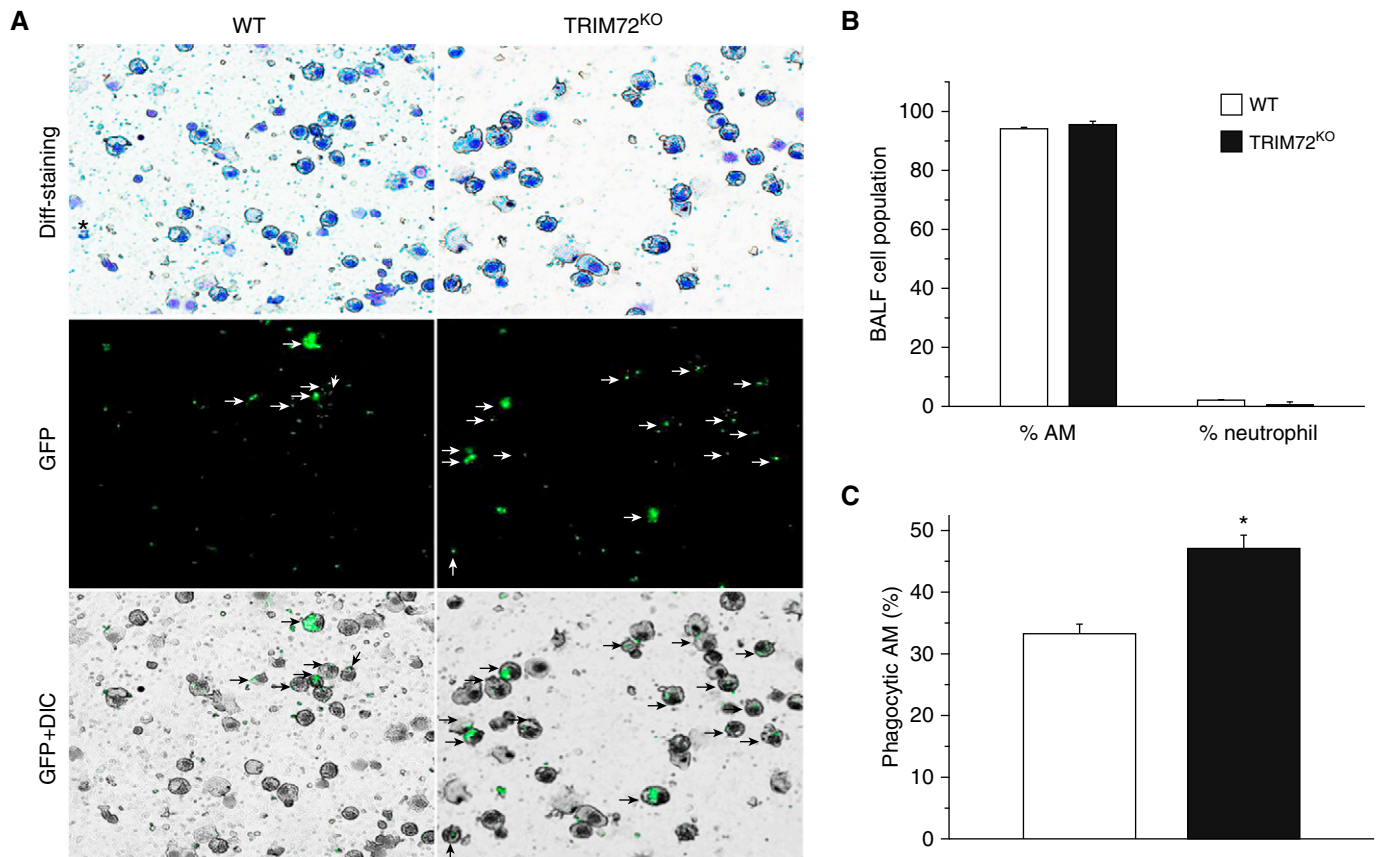 A
WT
TRIM72KO
Diff-staining
*
GFP
GFP+DIC
B
BALF cell population
100
80
60
40
20
0
WT
TRIM72KO
% AM
% neutrophil
C
Phagocytic AM (%)
50
40
30
20
10
0
*